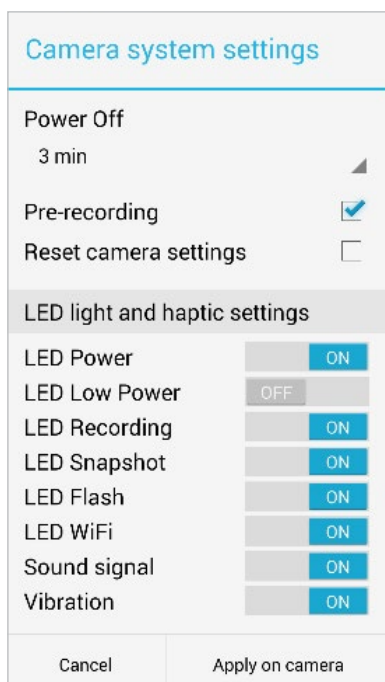 Camera system settings
Power Off
3 min
Pre-recording
Reset camera settings
LED light and haptic settings
LED Power ON
LED Low Power OFF
LED Recording ON
LED Snapshot ON
LED Flash ON
LED WiFi ON
Sound signal ON
Vibration ON
Cancel Apply on camera